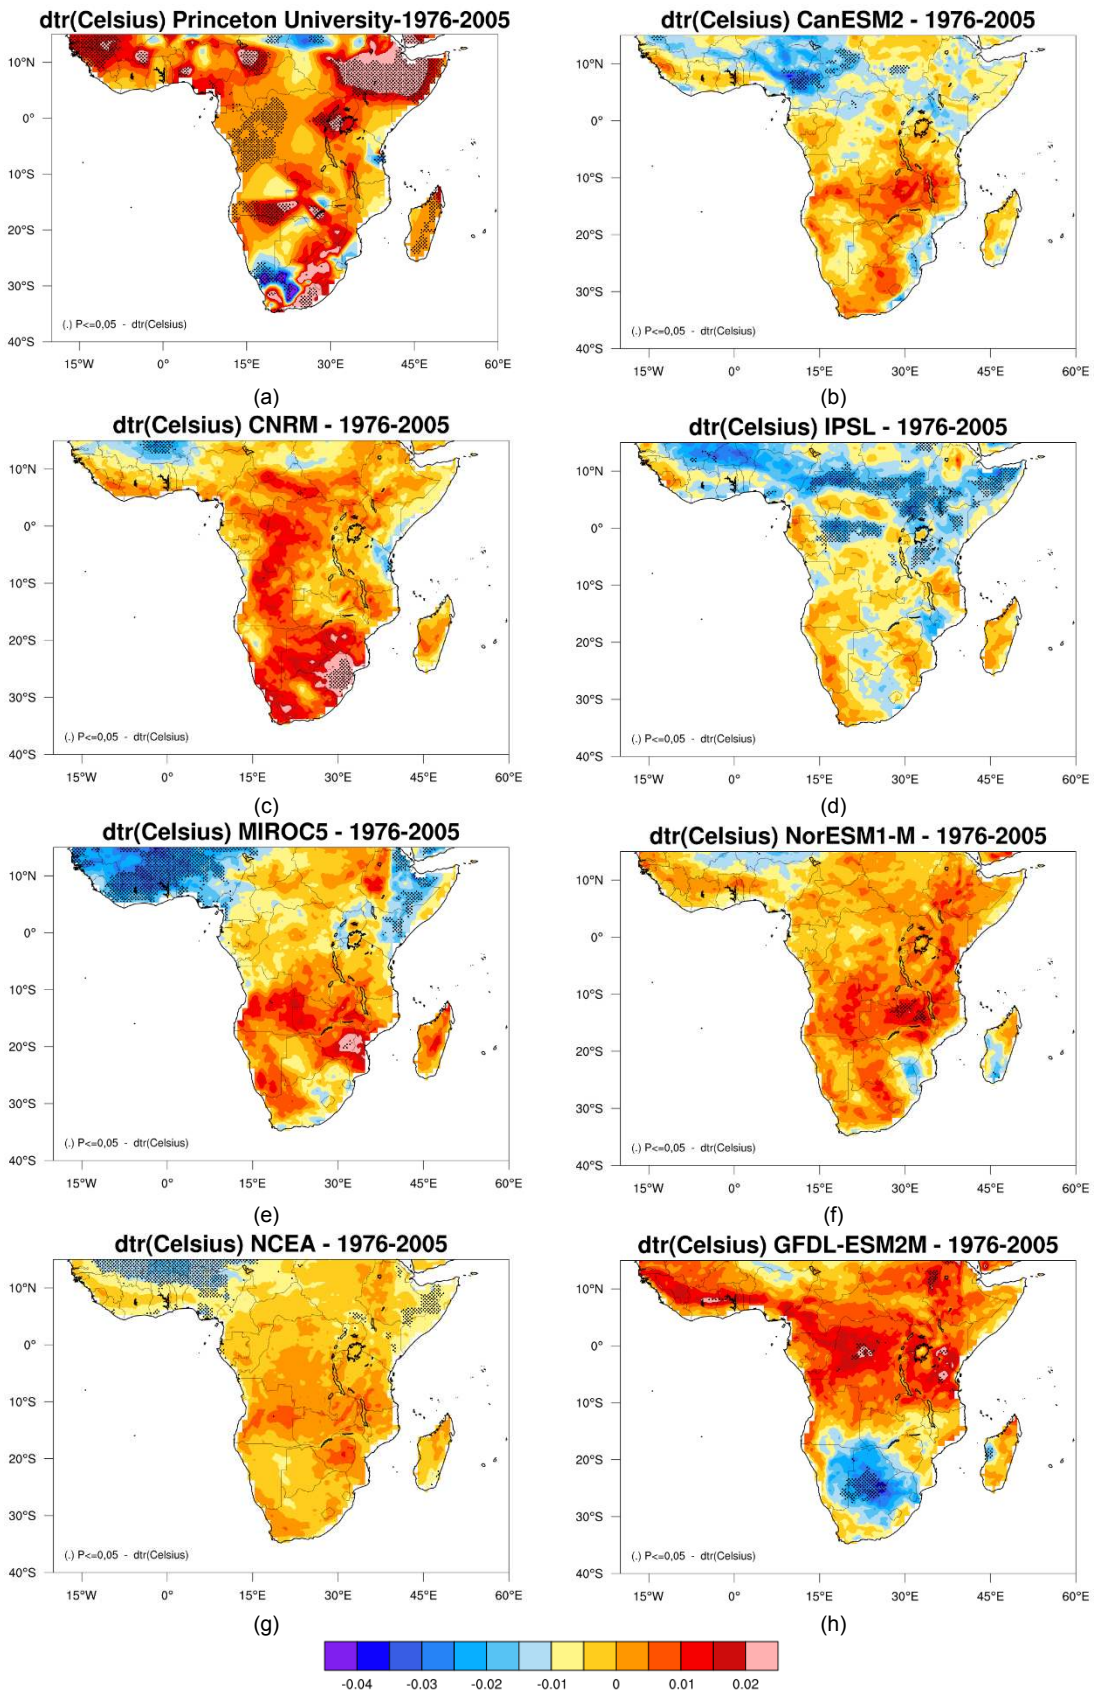 dtr(Celsius) Princeton University-1976-2005
10°N
0°
10°S
20°S
30°S
40°S
(.) P<=0,05 - dtr(Celsius)
15°W 0° 15°E 30°E 45°E 60°E
(a)
dtr(Celsius) CanESM2 - 1976-2005
10°N
0°
10°S
20°S
30°S
40°S
(.) P<=0,05 - dtr(Celsius)
15°W 0° 15°E 30°E 45°E 60°E
(b)
dtr(Celsius) CNRM - 1976-2005
10°N
0°
10°S
20°S
30°S
40°S
(.) P<=0,05 - dtr(Celsius)
15°W 0° 15°E 30°E 45°E 60°E
(c)
dtr(Celsius) IPSL - 1976-2005
10°N
0°
10°S
20°S
30°S
40°S
(.) P<=0,05 - dtr(Celsius)
15°W 0° 15°E 30°E 45°E 60°E
(d)
dtr(Celsius) MIROC5 - 1976-2005
10°N
0°
10°S
20°S
30°S
40°S
(.) P<=0,05 - dtr(Celsius)
15°W 0° 15°E 30°E 45°E 60°E
(e)
dtr(Celsius) NorESM1-M - 1976-2005
10°N
0°
10°S
20°S
30°S
40°S
(.) P<=0,05 - dtr(Celsius)
15°W 0° 15°E 30°E 45°E 60°E
(f)
dtr(Celsius) NCEA - 1976-2005
10°N
0°
10°S
20°S
30°S
40°S
(.) P<=0,05 - dtr(Celsius)
15°W 0° 15°E 30°E 45°E 60°E
(g)
dtr(Celsius) GFDL-ESM2M - 1976-2005
10°N
0°
10°S
20°S
30°S
40°S
(.) P<=0,05 - dtr(Celsius)
15°W 0° 15°E 30°E 45°E 60°E
(h)
-0.04 -0.03 -0.02 -0.01 0 0.01 0.02